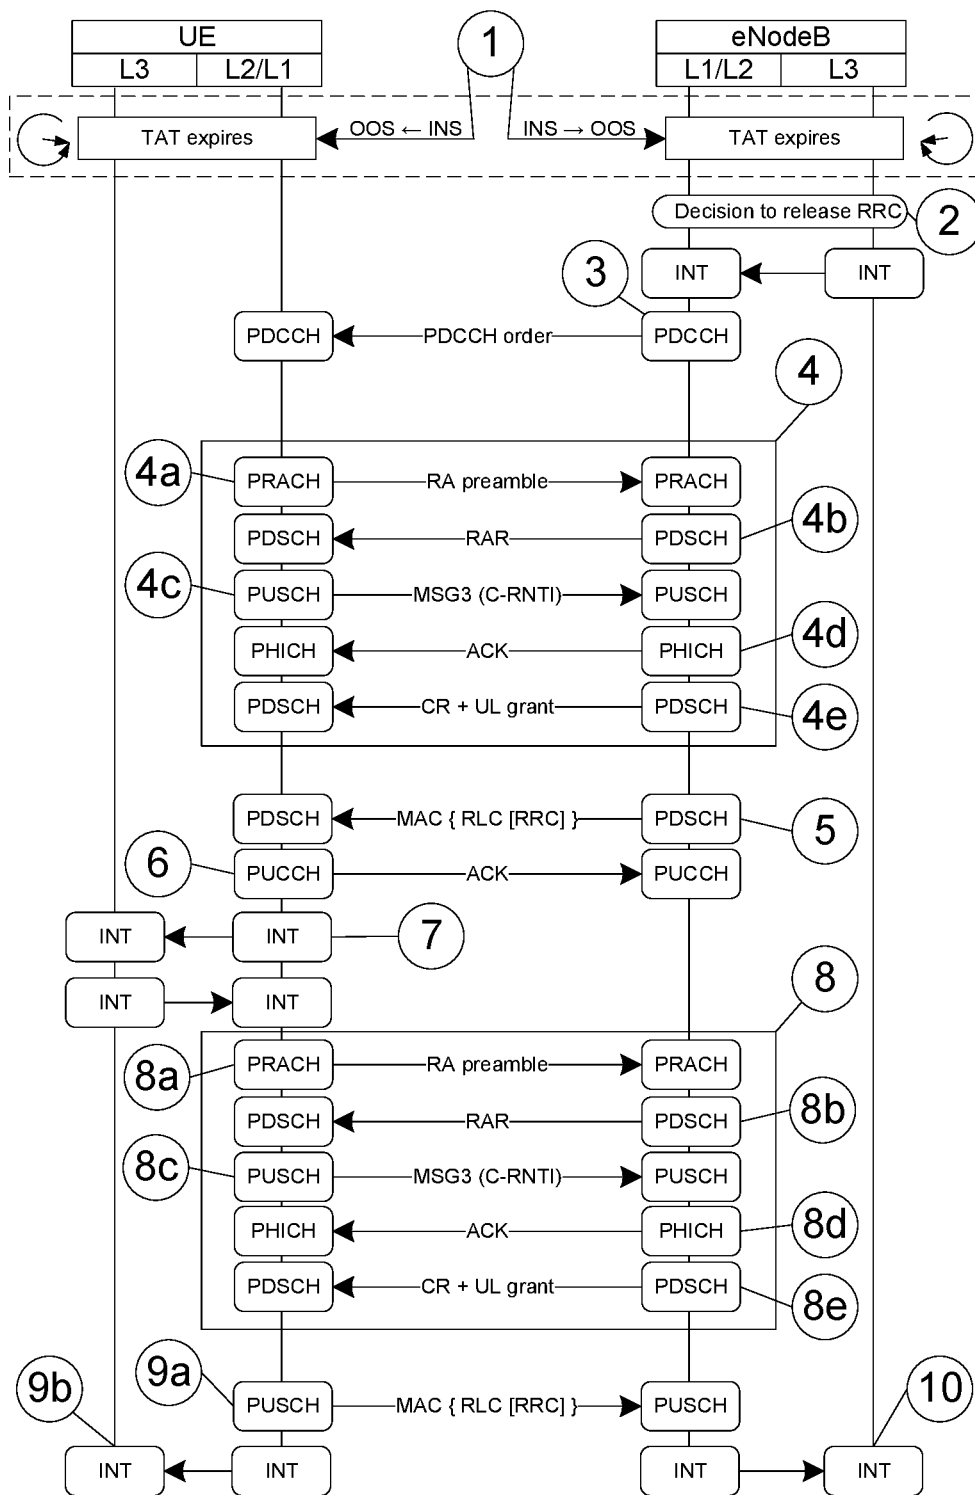 UE
1
eNodeB
L3 L2/L1 L1/L2 L3
TAT expires OOS ← INS INS → OOS TAT expires
Decision to release RRC 2
3 INT INT
PDCCH PDCCH order PDCCH
4
4a PRACH RA preamble PRACH
PDSCH RAR PDSCH 4b
4c PUSCH MSG3 (C-RNTI) PUSCH
PHICH ACK PHICH 4d
PDSCH CR + UL grant PDSCH 4e
PDSCH MAC { RLC [RRC] } PDSCH 5
6 PUCCH ACK PUCCH
INT INT 7
INT INT 8
8a PRACH RA preamble PRACH
PDSCH RAR PDSCH 8b
8c PUSCH MSG3 (C-RNTI) PUSCH
PHICH ACK PHICH 8d
PDSCH CR + UL grant PDSCH 8e
9b 9a PUSCH MAC { RLC [RRC] } PUSCH 10
INT INT INT INT